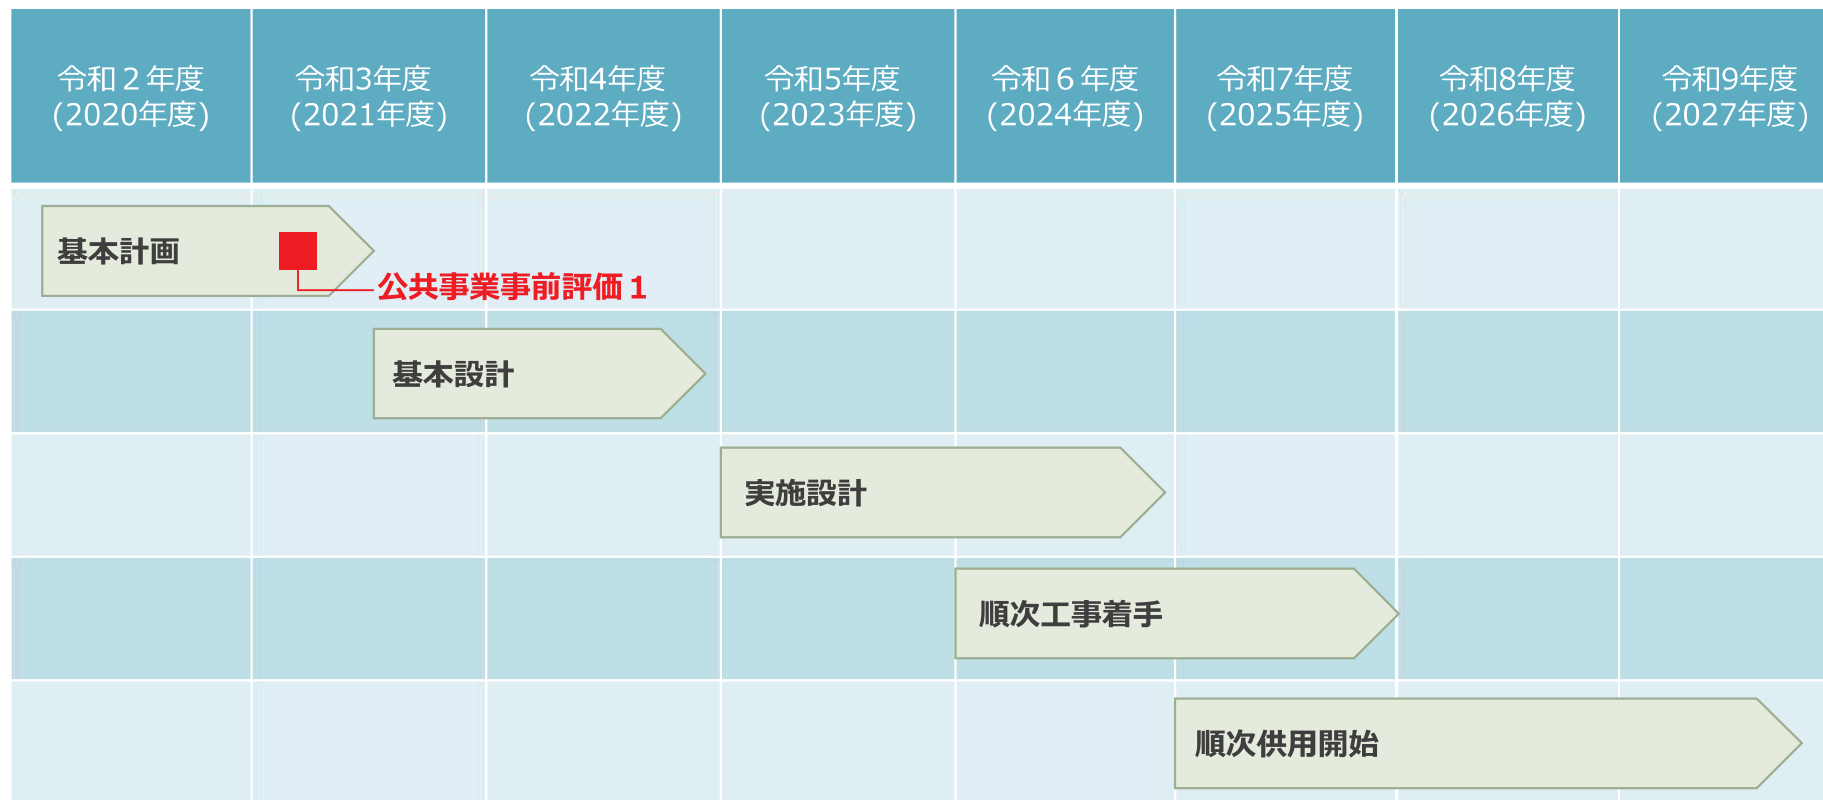 令和２年度
(2020年度)
令和3年度
(2021年度)
令和4年度
(2022年度)
令和5年度
(2023年度)
令和６年度
(2024年度)
令和7年度
(2025年度)
令和8年度
(2026年度)
令和9年度
(2027年度)
基本計画
公共事業事前評価１
基本設計
実施設計
順次工事着手
順次供用開始